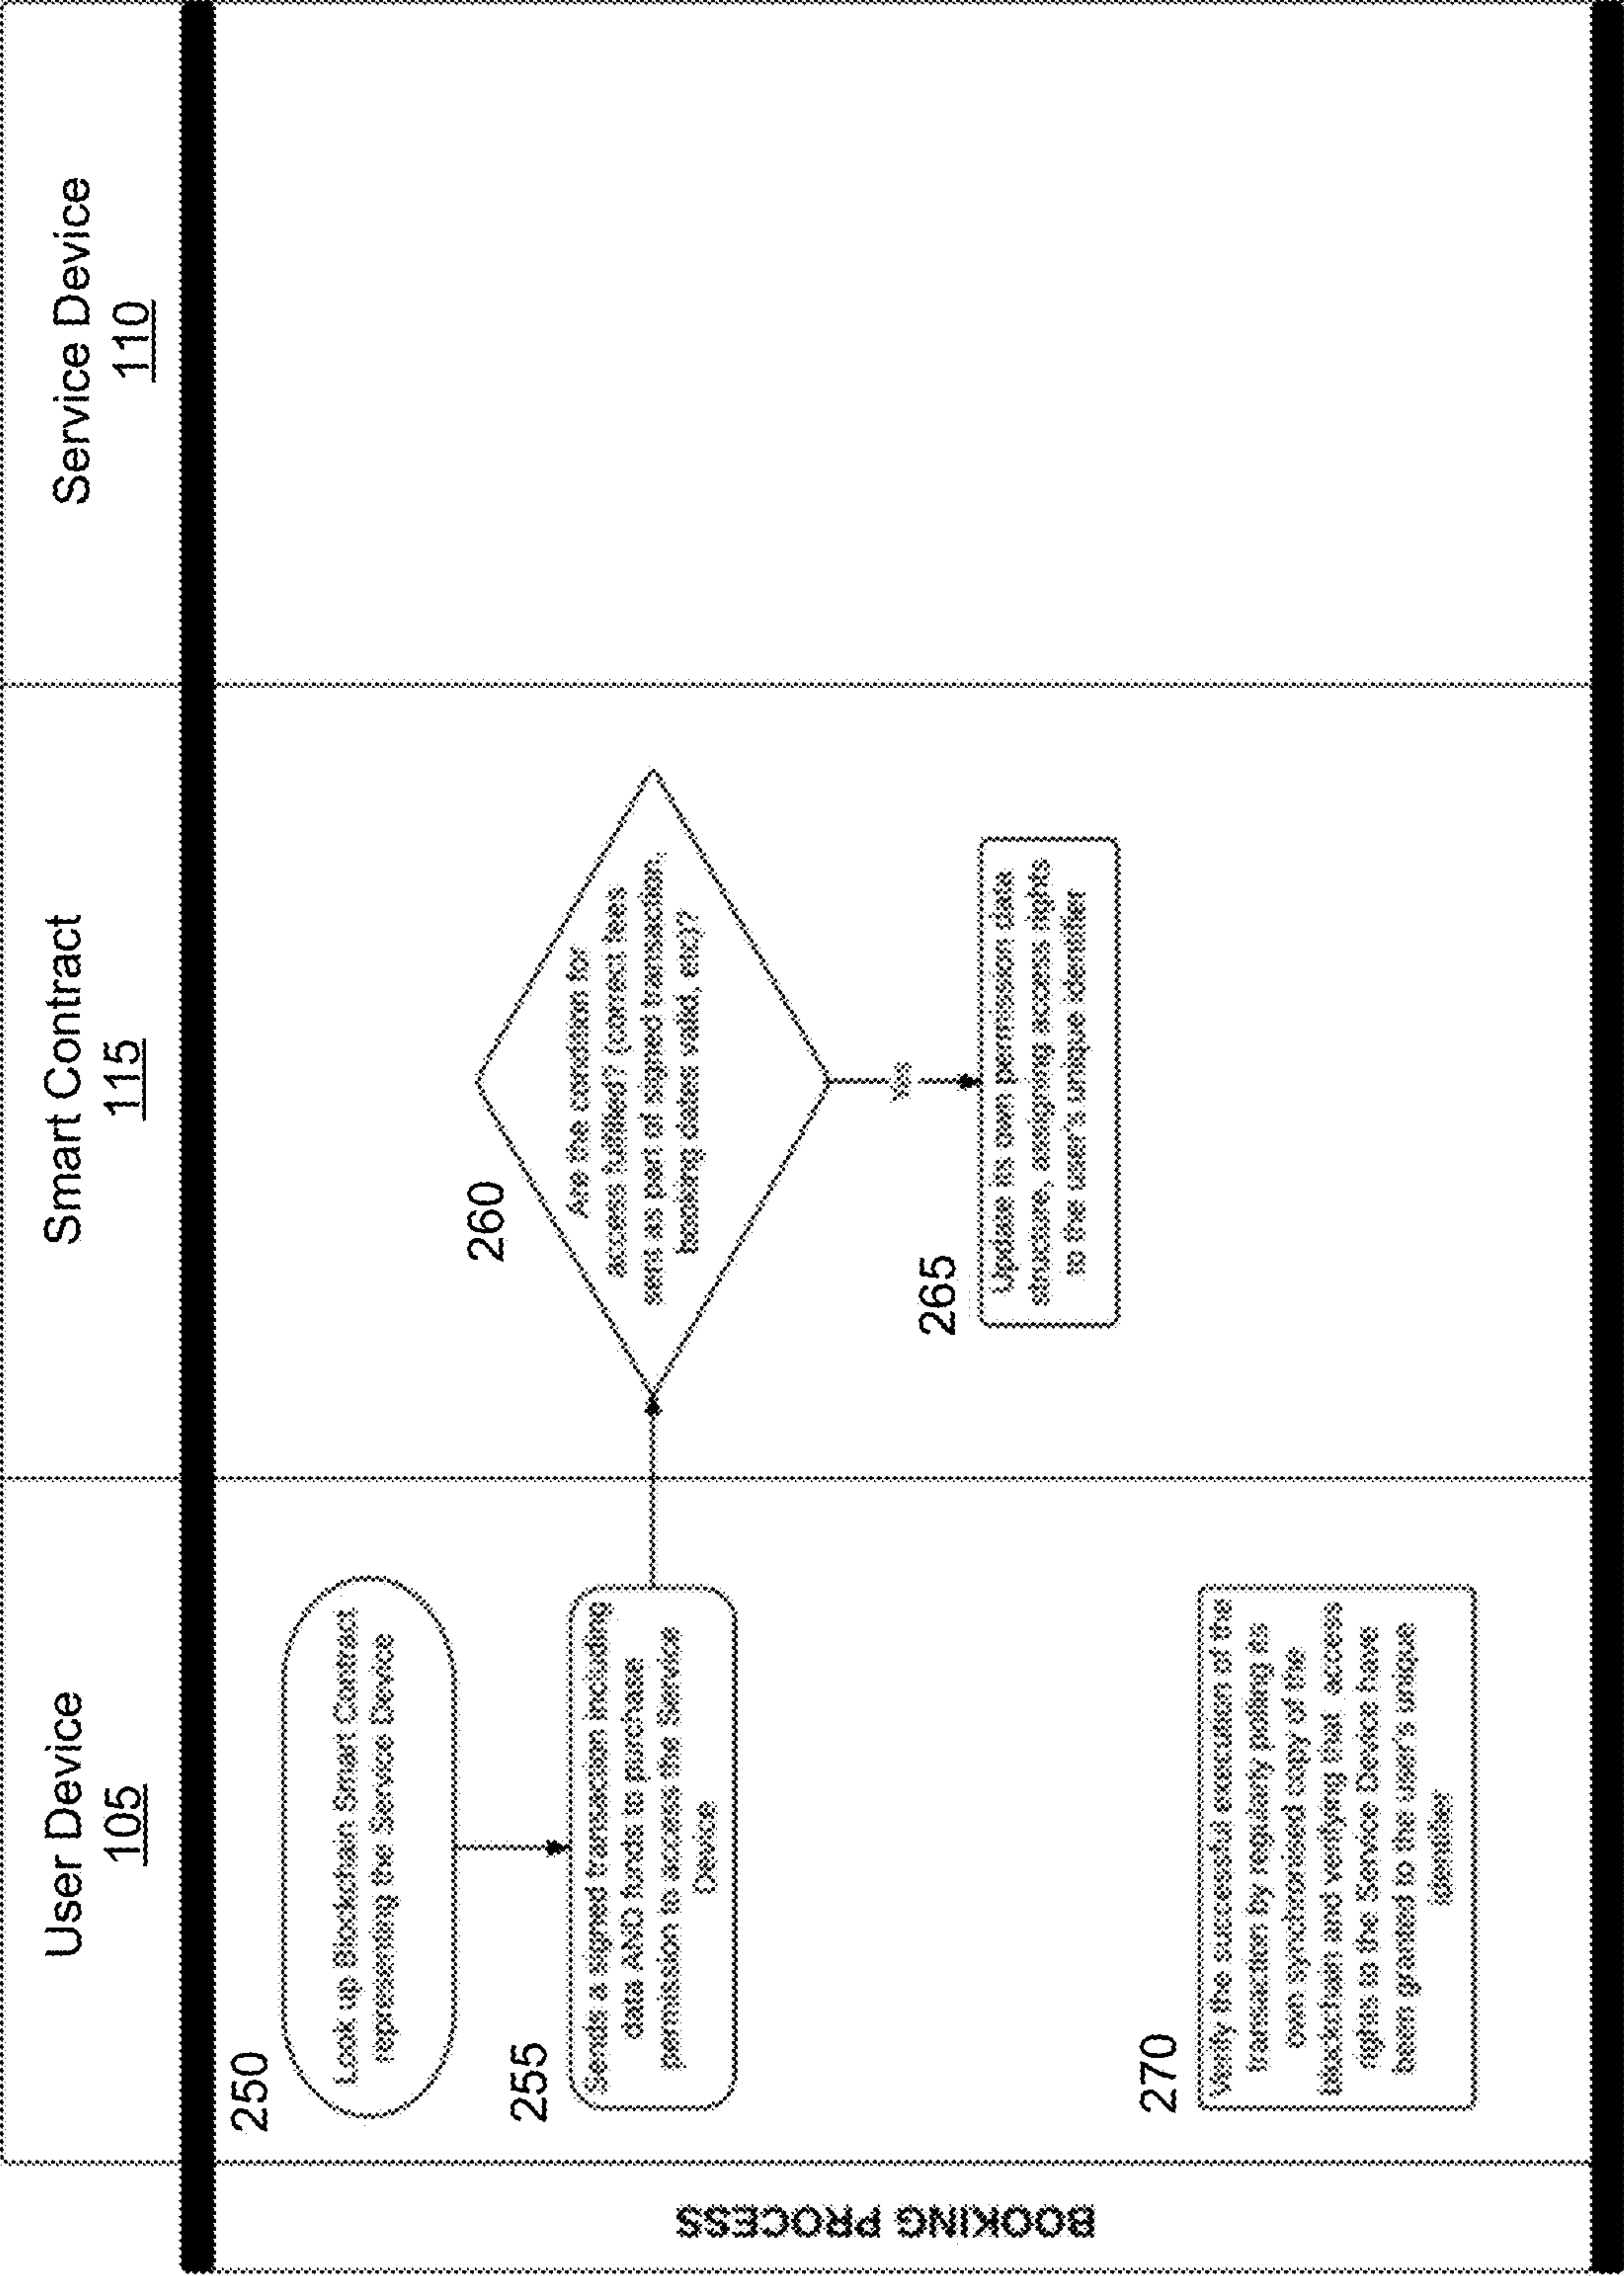 User Device
105
Smart Contract
115
Service Device
110
BOOKING PROCESS
250
Look up Blockchain Smart Contract
representing the Service Device
255
Sends a signed transaction including
data AND funds to purchase
permission to access the Service
Device
260
Are the condition for
access fulfilled? (correct fees
sent as part of signed transaction,
booking dates valid, etc)?
Yes
265
Update its own permission data
structure, assigning access rights
to the user's unique identifier
270
Verify the successful execution of the
transaction by regularly polling its
own synchronised copy of the
blockchain and verifying that access
rights to the Service Device have
been granted to the user's unique
identifier